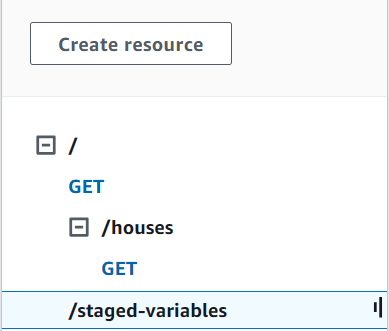 Create resource
/
GET
/houses
GET
/staged-variables